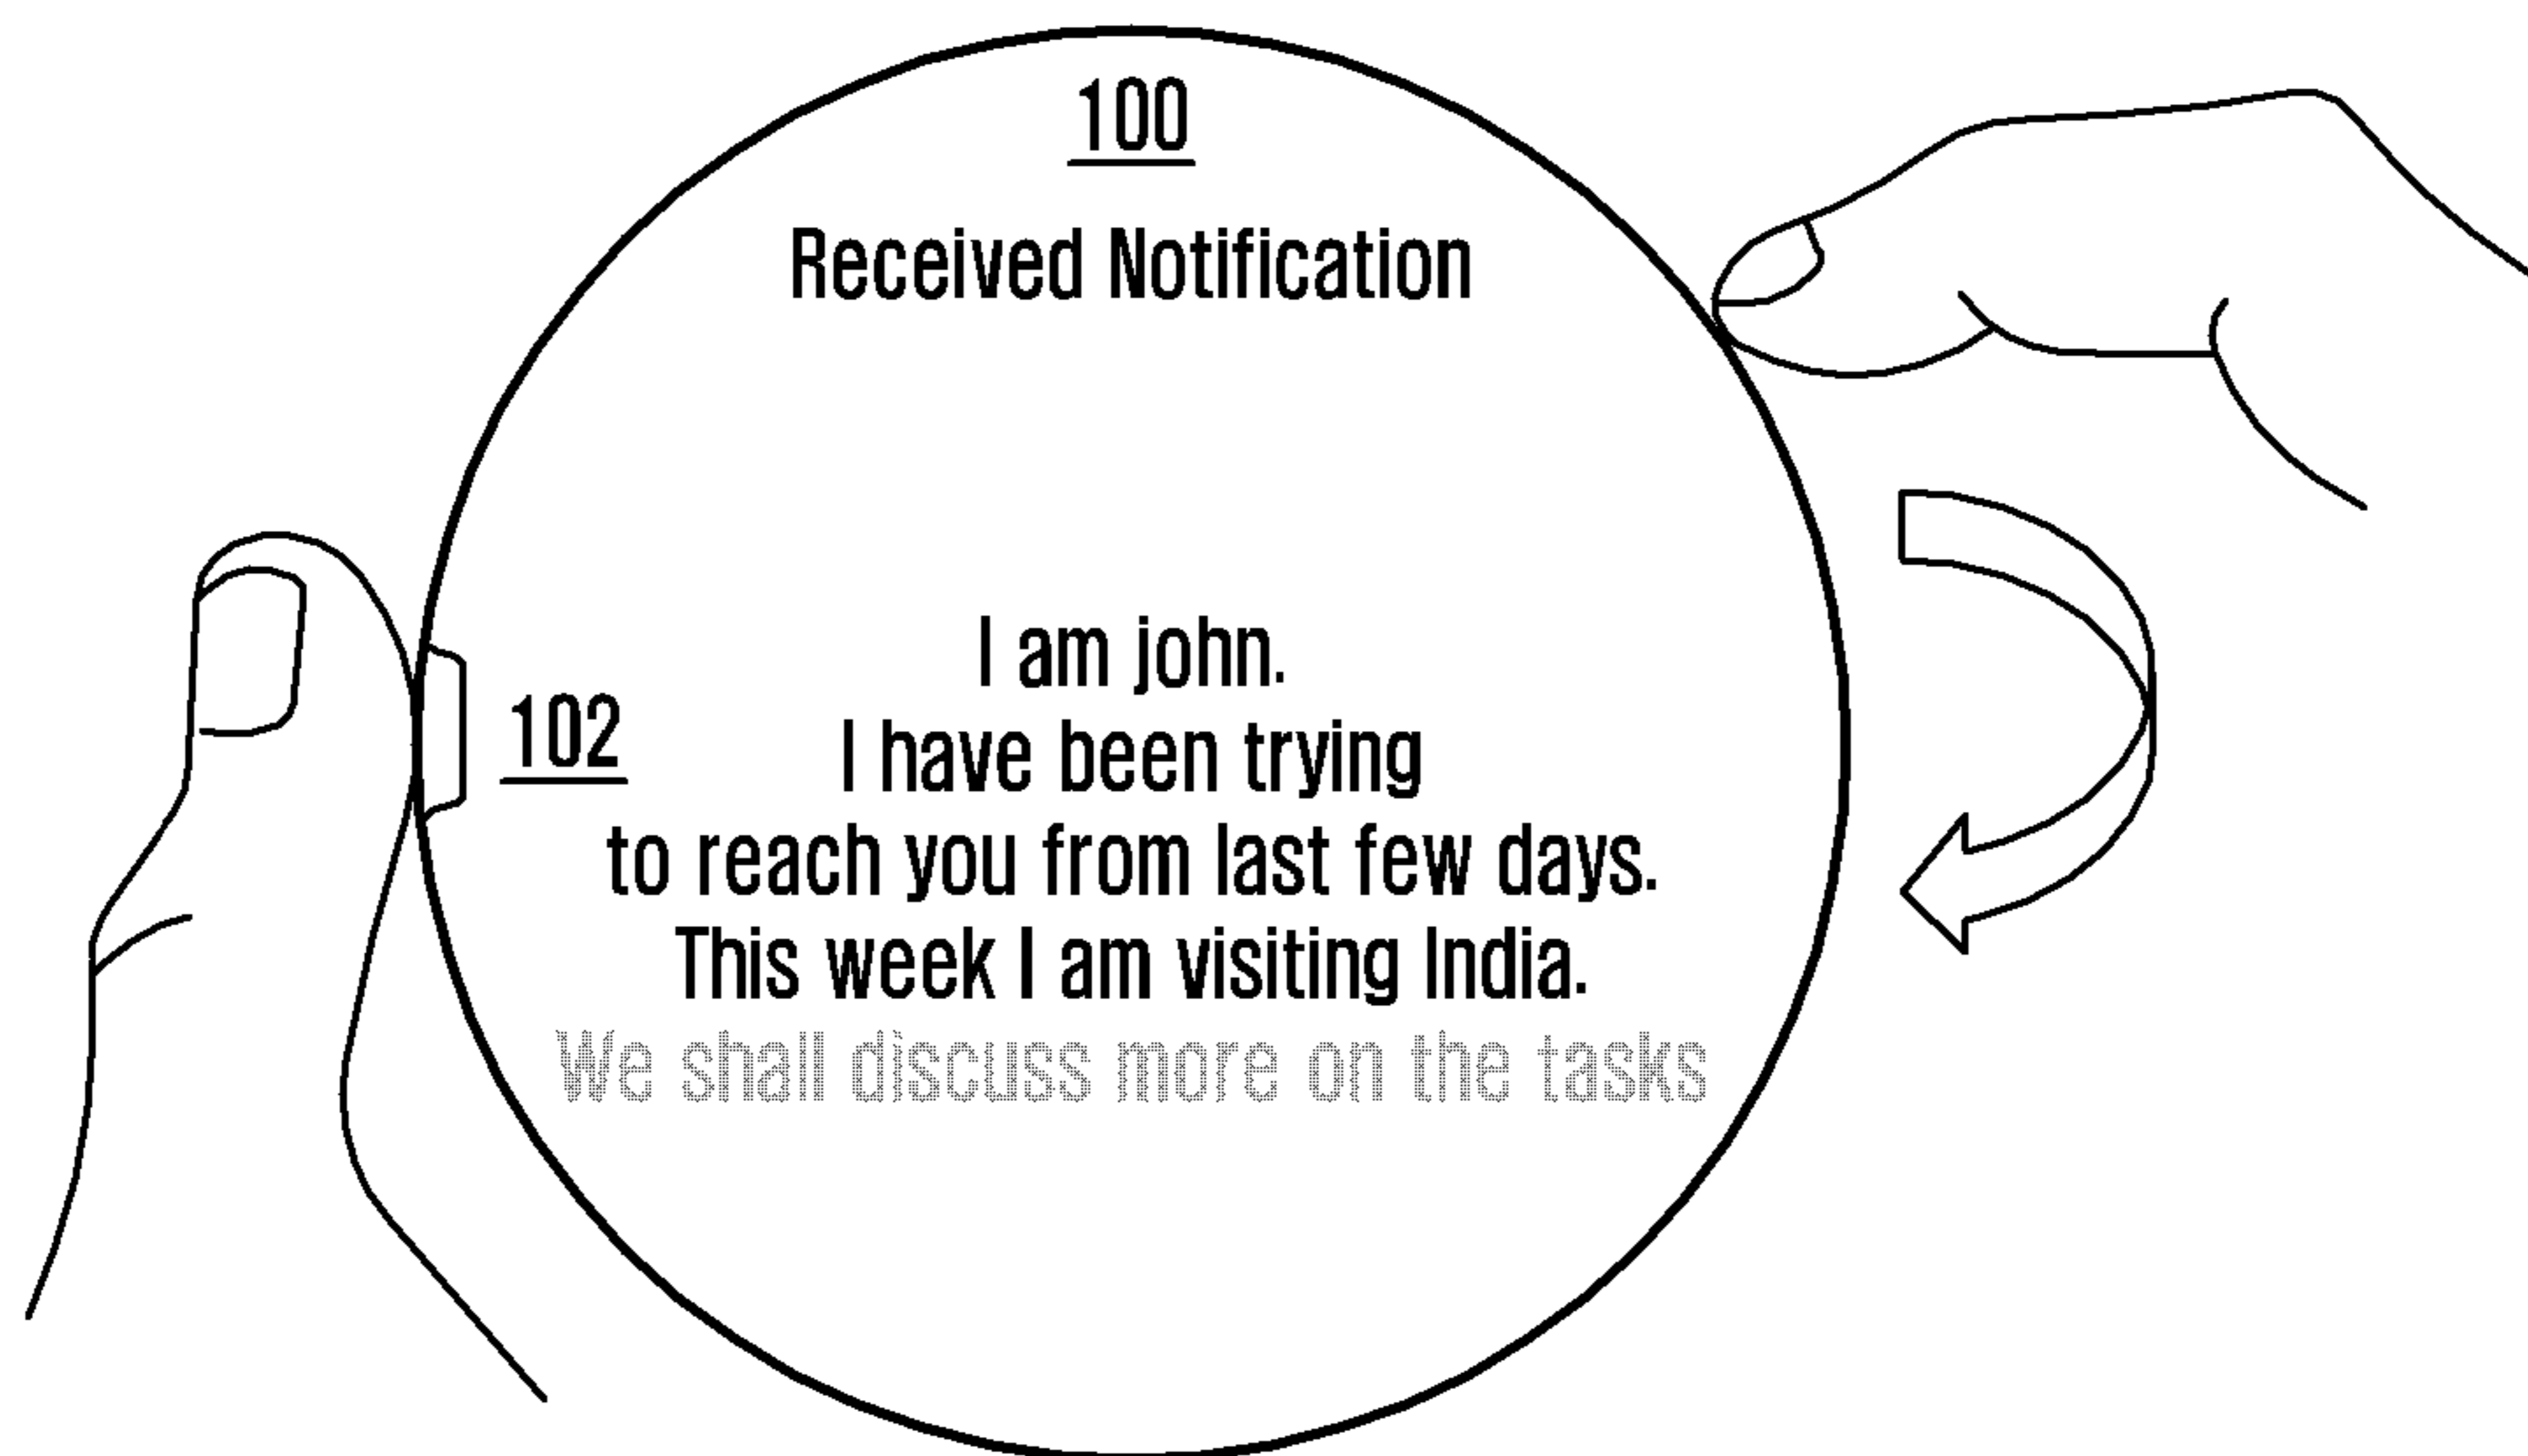 100
Received Notification
I am john.
102
I have been trying
to reach you from last few days.
This week I am visiting India.
We shall discuss more on the tasks